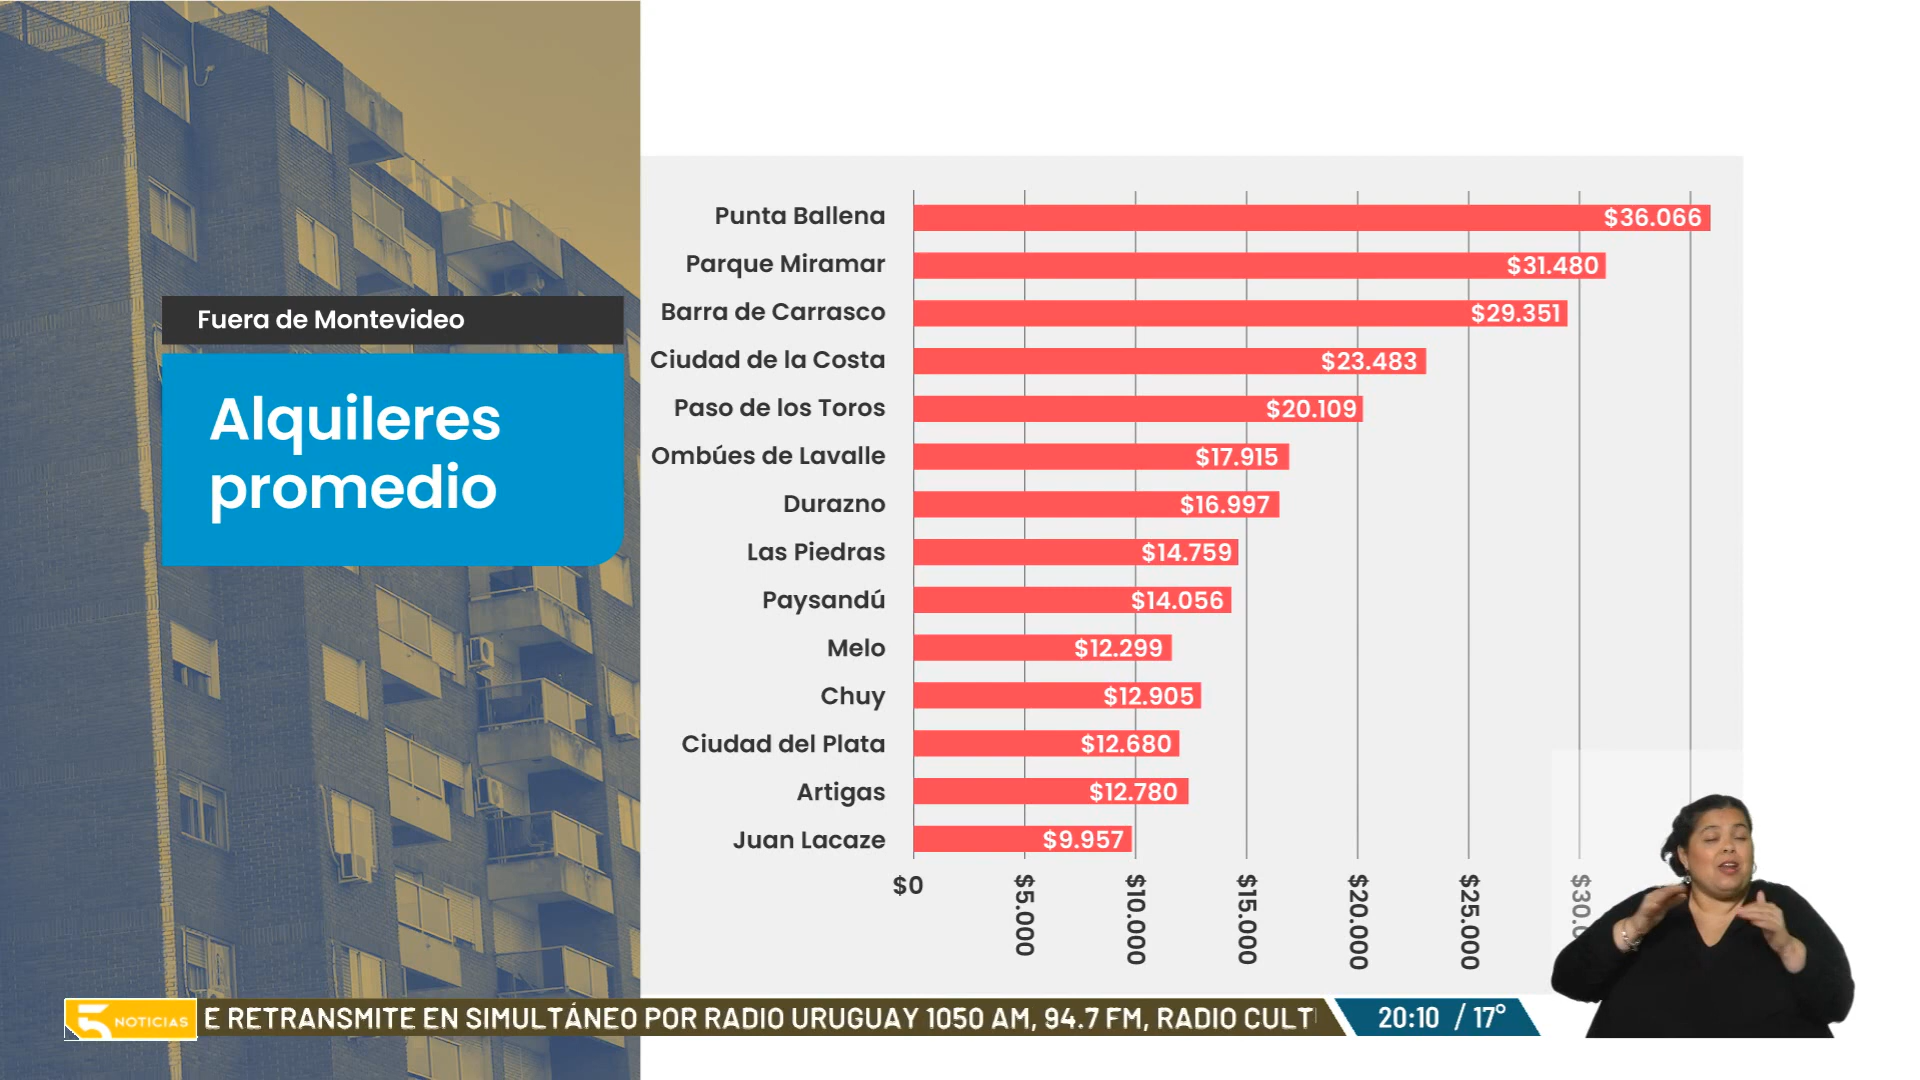 Fuera de Montevideo
Alquileres
promedio
Punta Ballena $36.066
Parque Miramar $31.480
Barra de Carrasco $29.351
Ciudad de la Costa $23.483
Paso de los Toros $20.109
Ombúes de Lavalle $17.915
Durazno $16.997
Las Piedras $14.759
Paysandú $14.056
Melo $12.299
Chuy $12.905
Ciudad del Plata $12.680
Artigas $12.780
Juan Lacaze $9.957
$0 $5.000 $10.000 $15.000 $20.000 $25.000
5 NOTICIAS E RETRANSMITE EN SIMULTÁNEO POR RADIO URUGUAY 1050 AM, 94.7 FM, RADIO CULT 20:10 / 17°